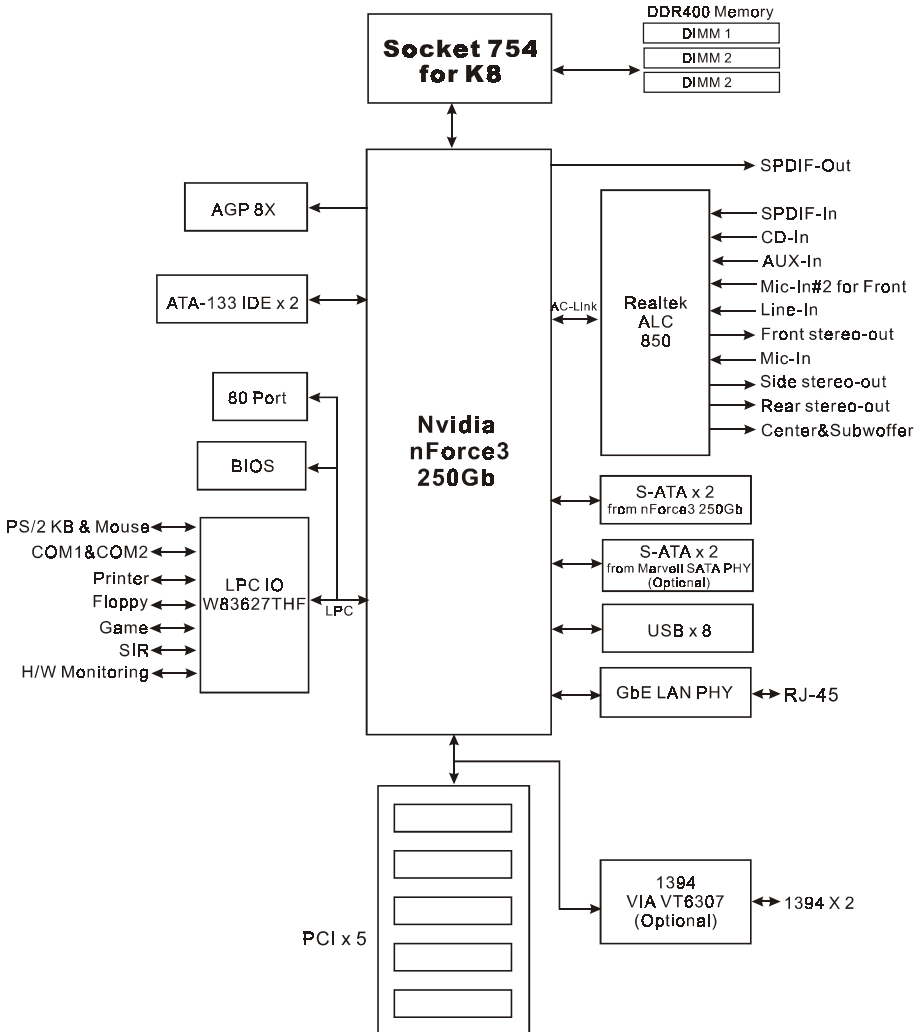 DDR400 Memory
DIMM 1
DIMM 2
DIMM 2
Socket 754
for K8
SPDIF-Out
AGP 8X
SPDIF-In
CD-In
AUX-In
Mic-In#2 for Front
Line-In
Front stereo-out
Mic-In
Side stereo-out
Rear stereo-out
Center&Subwoffer
Realtek
ALC
850
AC-LInk
ATA-133 IDE x 2
80 Port
BIOS
Nvidia
nForce3
250Gb
S-ATA x 2
from nForce3 250Gb
S-ATA x 2
from Marvell SATA PHY
(Optional)
USB x 8
GbE LAN PHY
RJ-45
PS/2 KB & Mouse
COM1&COM2
Printer
Floppy
Game
SIR
H/W Monitoring
LPC IO
W83627THF
LPC
PCI x 5
1394
VIA VT6307
(Optional)
1394 X 2